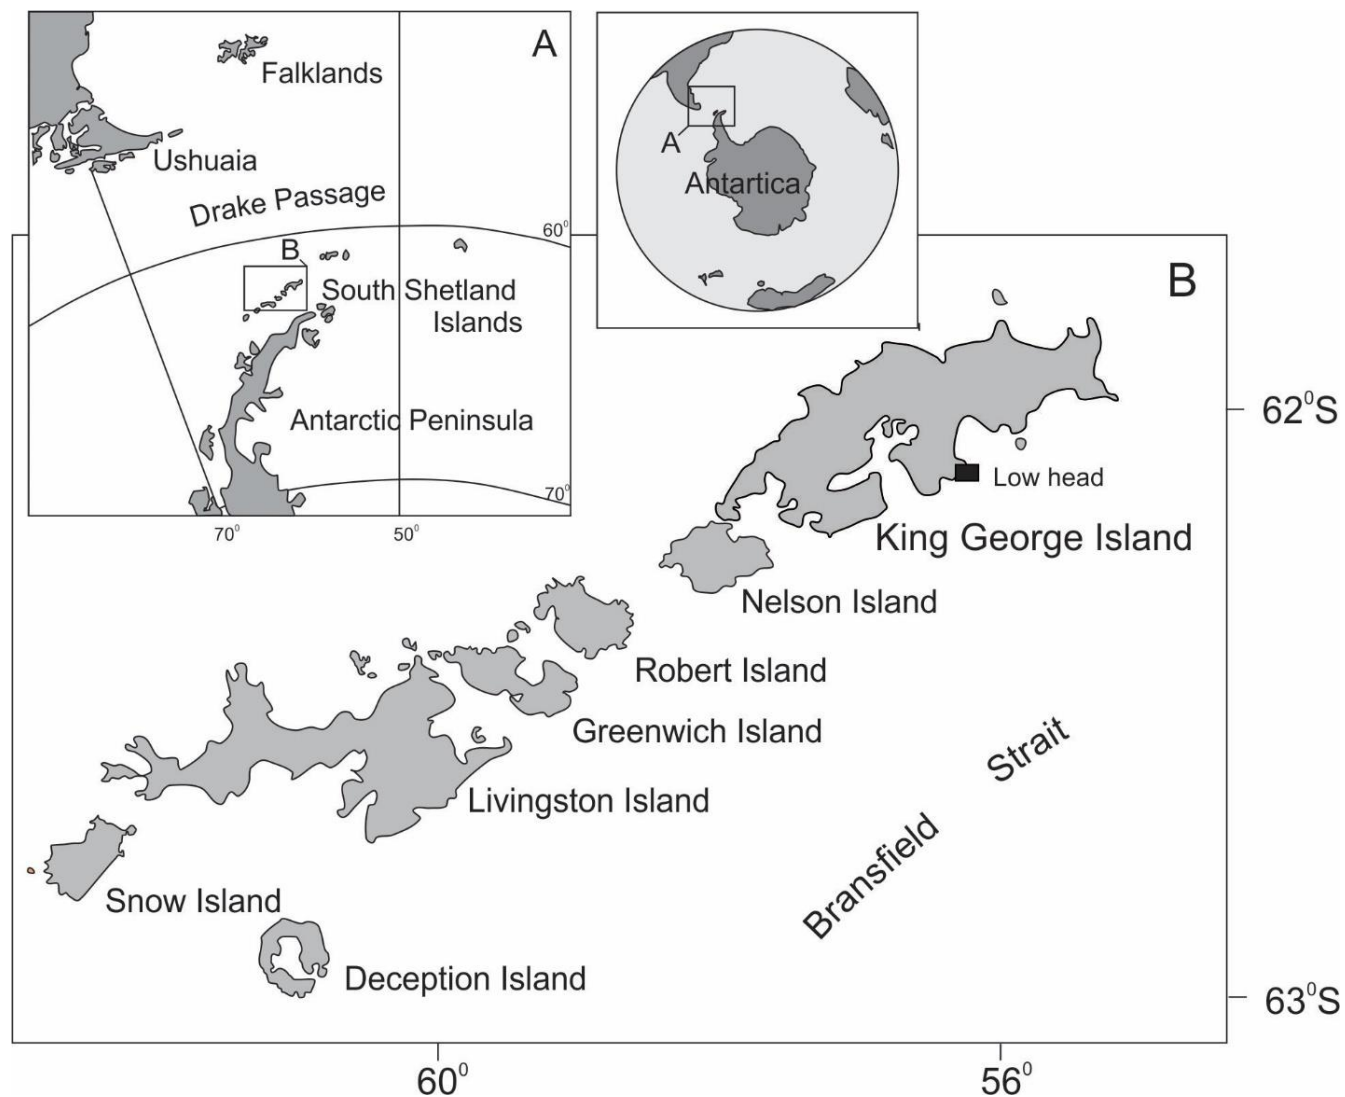 A
Falklands
Ushuaia
Drake Passage
60⁰
B
South Shetland
Islands
Antarctic Peninsula
70⁰
70⁰
50⁰
A
Antartica
B
62⁰S
Low head
King George Island
Nelson Island
Robert Island
Greenwich Island
Livingston Island
Strait
Bransfield
Snow Island
Deception Island
63⁰S
60⁰
56⁰